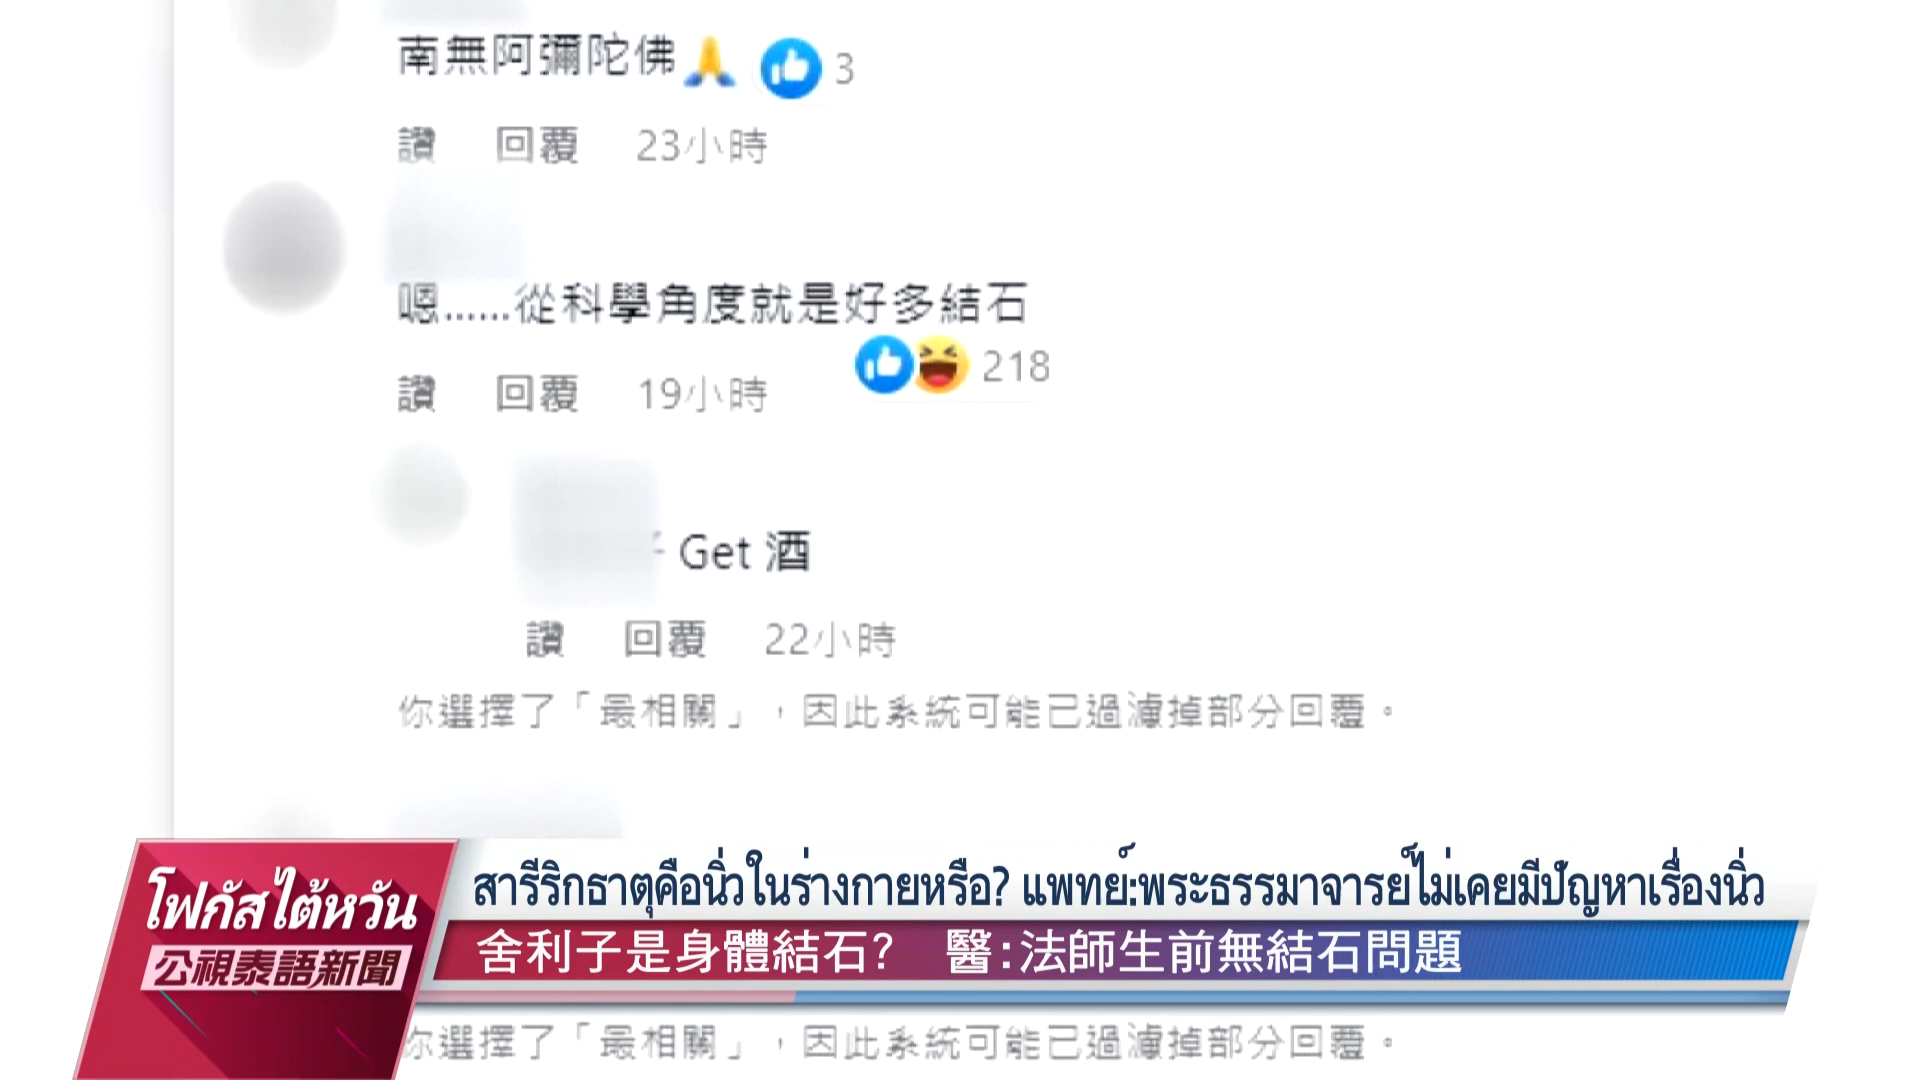 南無阿彌陀佛🙏 3
讚 回覆 23小時
嗯......從科學角度就是好多結石
218
讚 回覆 19小時
Get 酒
讚 回覆 22小時
你選擇了「最相關」，因此系統可能已過濾掉部分回覆。
โฟกัสไต้หวัน
公視泰語新聞
สารีริกธาตุคือนิ่วในร่างกายหรือ? แพทย์:พระธรรมาจารย์ไม่เคยมีปัญหาเรื่องนิ่ว
舍利子是身體結石? 醫:法師生前無結石問題
你選擇了「最相關」，因此系統可能已過濾掉部分回覆。